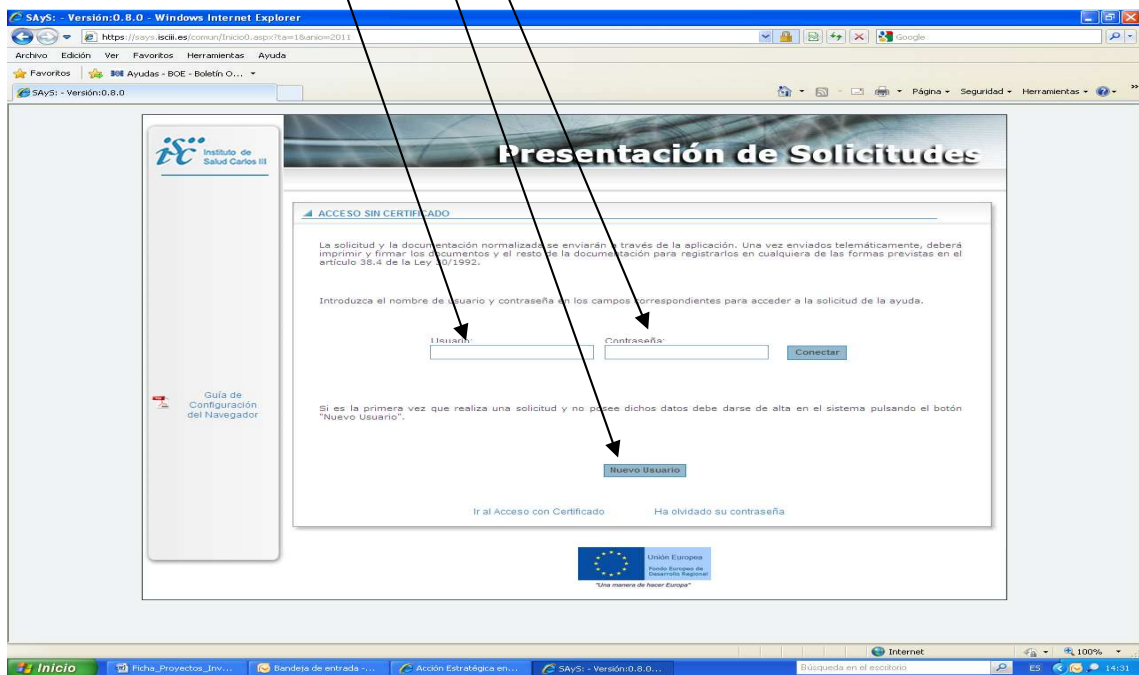 SAyS: - Versión:0.8.0 - Windows Internet Explorer
https://says.isciii.es/comun/Inicio0.aspx?ta=1&anio=2011
Google
Archivo Edición Ver Favoritos Herramientas Ayuda
Favoritos Ayudas - BOE - Boletín O...
SAyS: - Versión:0.8.0
Página Seguridad Herramientas
isc Instituto de
Salud Carlos III
Presentación de Solicitudes
ACCESO SIN CERTIFICADO
La solicitud y la documentación normalizada se enviarán a través de la aplicación. Una vez enviados telemáticamente, deberá
imprimir y firmar los documentos y el resto de la documentación para registrarlos en cualquiera de las formas previstas en el
artículo 38.4 de la Ley 30/1992.
Introduzca el nombre de usuario y contraseña en los campos correspondientes para acceder a la solicitud de la ayuda.
Usuario: Contraseña:
Conectar
Guía de
Configuración
del Navegador
Si es la primera vez que realiza una solicitud y no posee dichos datos debe darse de alta en el sistema pulsando el botón
"Nuevo Usuario".
Nuevo Usuario
Ir al Acceso con Certificado Ha olvidado su contraseña
Unión Europea
Fondo Europeo de
Desarrollo Regional
"Una manera de hacer Europa"
Internet 100%
Inicio Ficha_Proyectos_Inv... Bandeja de entrada -... Acción Estratégica en... SAyS: - Versión:0.8.0... Búsqueda en el escritorio ES 14:31